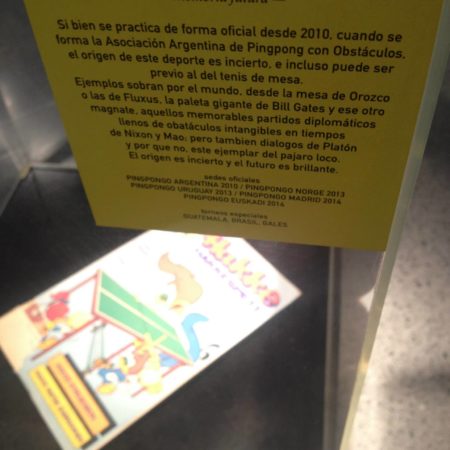 Si bien se practica de forma oficial desde 2010, cuando se
forma la Asociación Argentina de Pingpong con Obstáculos,
el origen de este deporte es incierto, e incluso puede ser
previo al del tenis de mesa.
Ejemplos sobran por el mundo, desde la mesa de Orozco
o las de Fluxus, la paleta gigante de Bill Gates y ese otro
magnate, aquellos memorables partidos diplomáticos
llenos de obatáculos intangibles en tiempos
de Nixon y Mao; pero tambien dialogos de Platón
y por que no, este ejemplar del pajaro loco.
El origen es incierto y el futuro es brillante.
sedes oficiales
PINGPONGO ARGENTINA 2010 / PINGPONGO NORGE 2013
PINGPONGO URUGUAY 2013 / PINGPONGO MADRID 2014
PINGPONGO EUSKADI 2014
torneos especiales
GUATEMALA, BRASIL, GALES